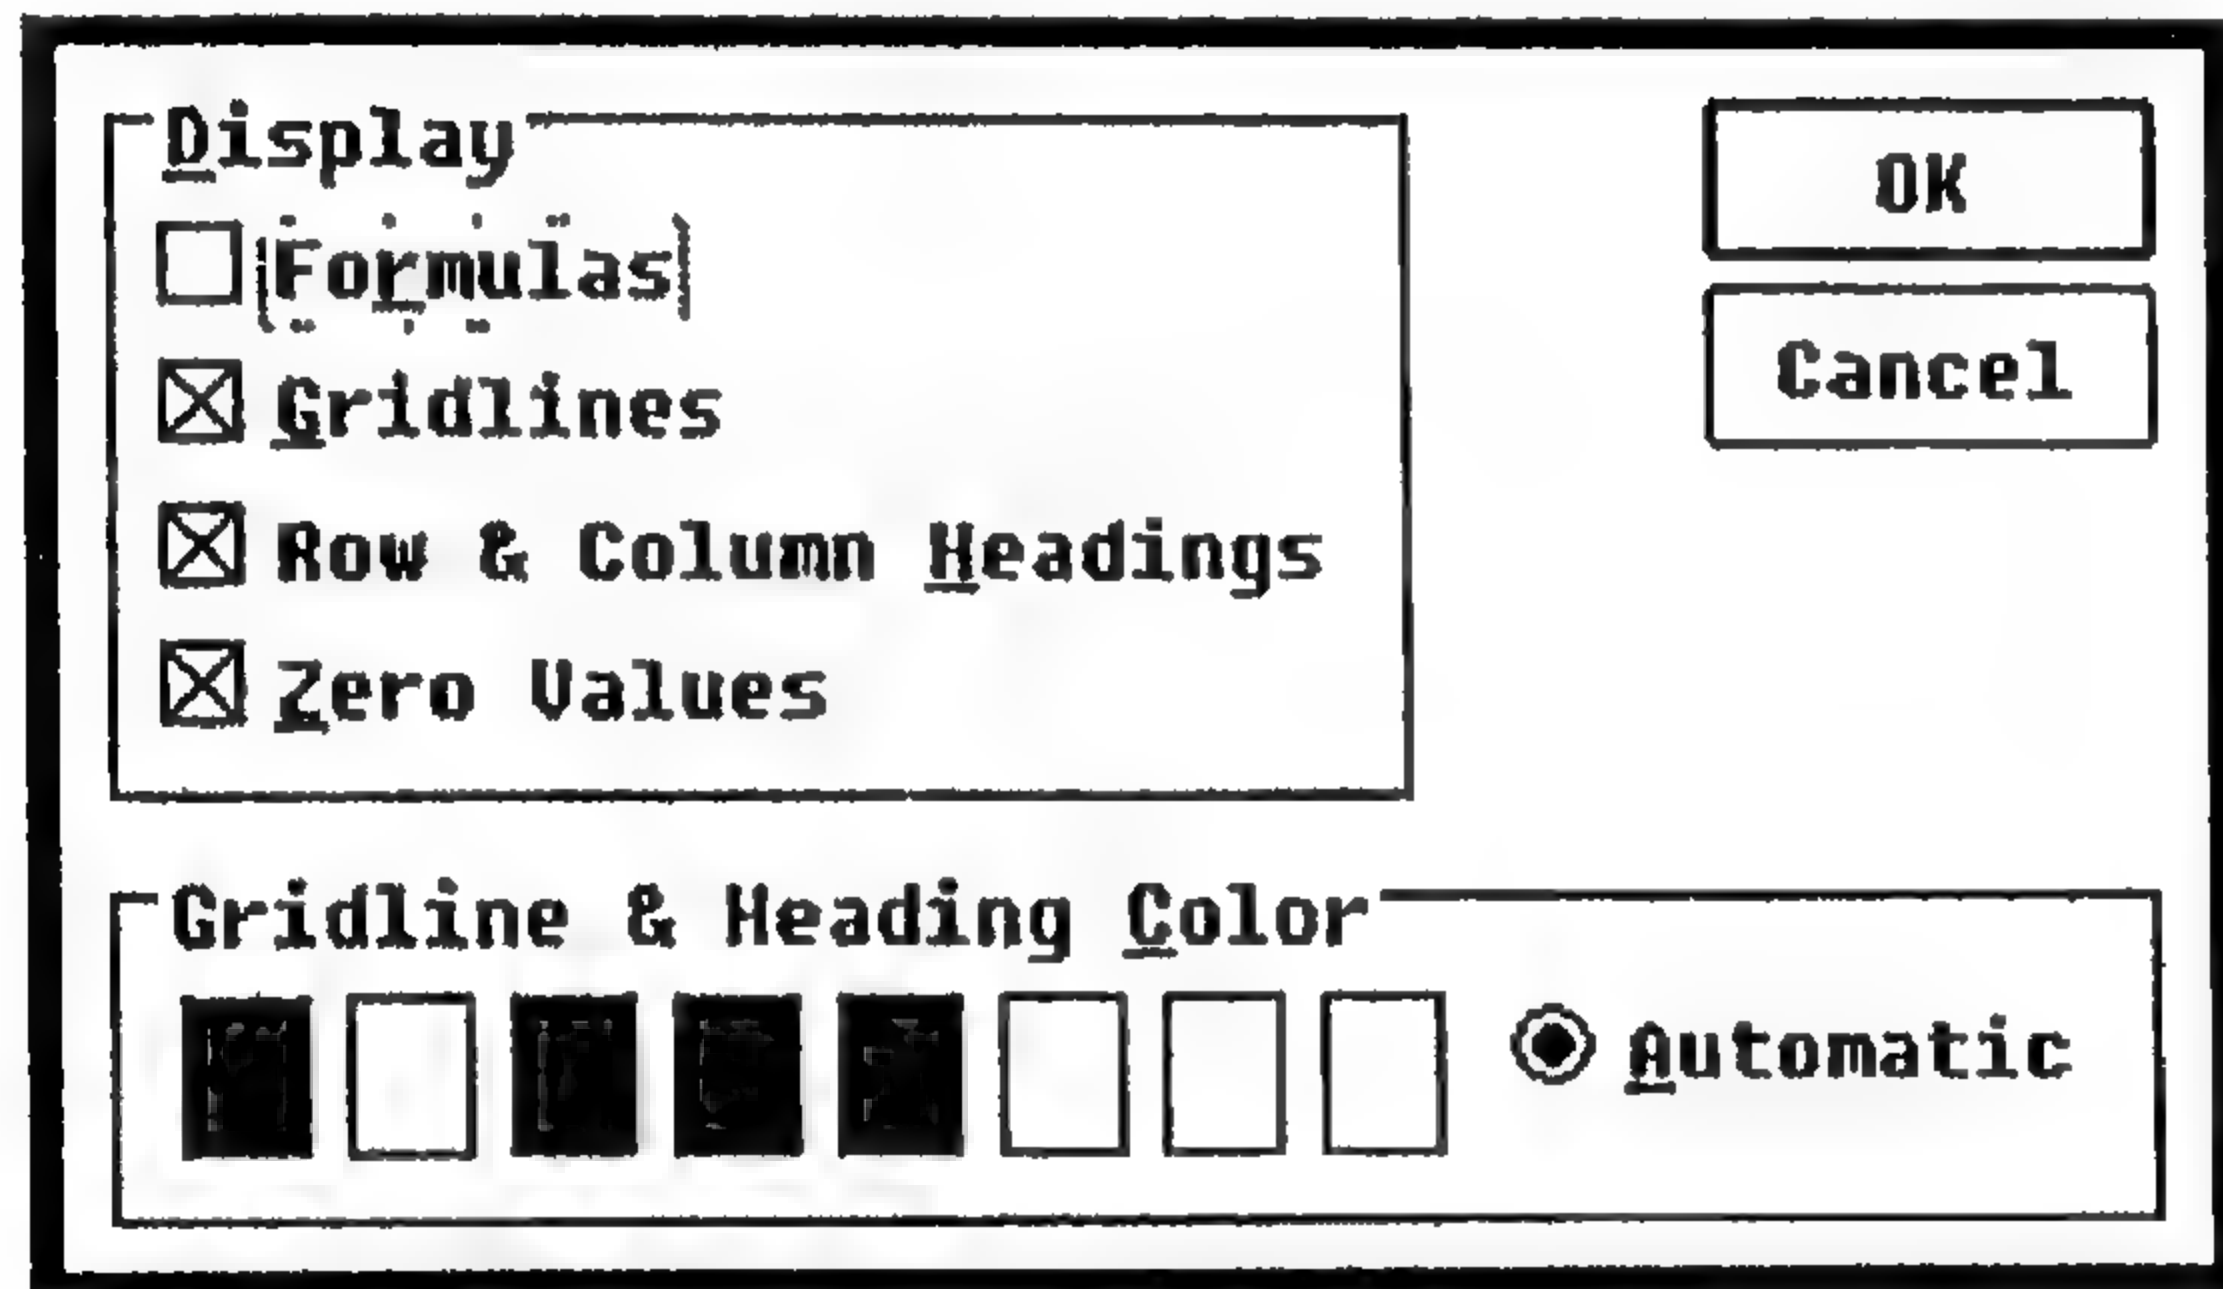 Display
Formulas
Gridlines
Row & Column Headings
Zero Values
OK
Cancel
Gridline & Heading Color
Automatic